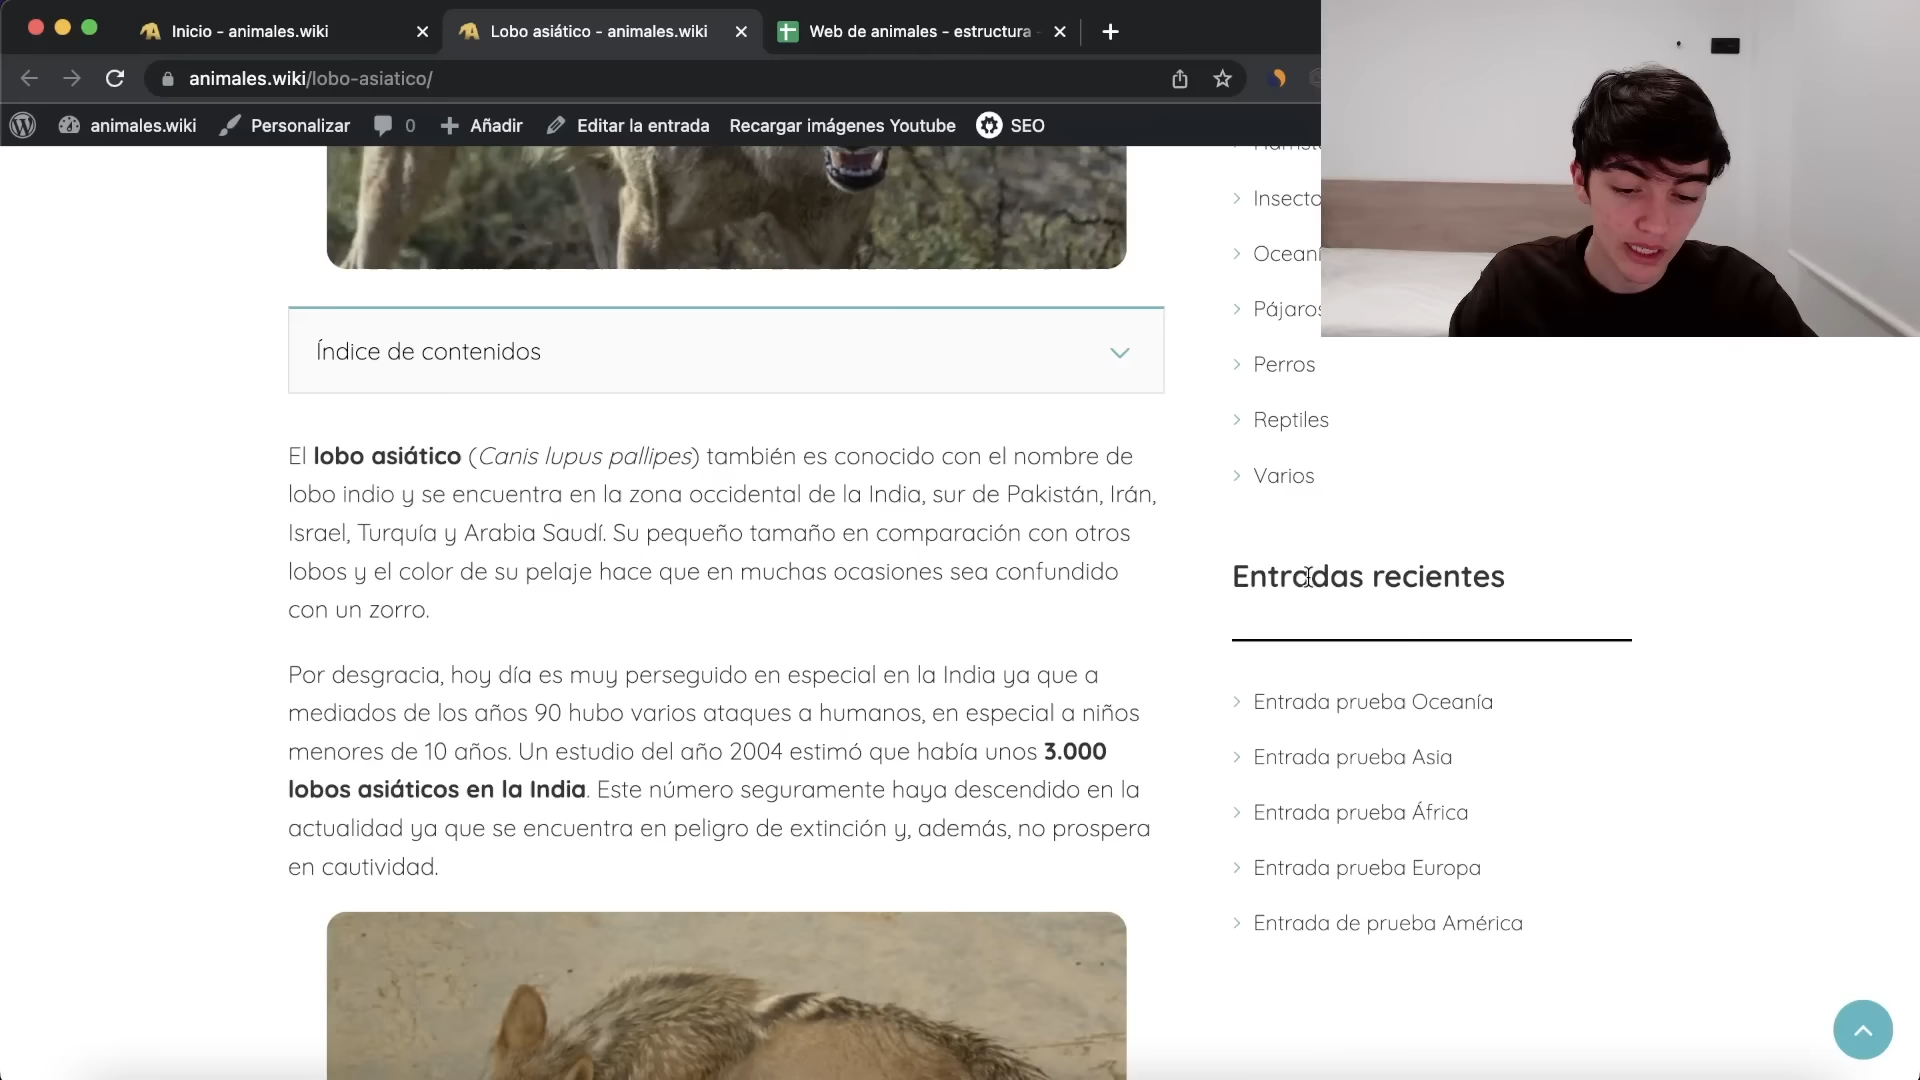 Inicio - animales.wiki
Lobo asiático - animales.wiki
Web de animales - estructura
animales.wiki/lobo-asiatico/
animales.wiki
Personalizar
0
Añadir
Editar la entrada
Recargar imágenes Youtube
SEO
Índice de contenidos
El lobo asiático (Canis lupus pallipes) también es conocido con el nombre de
lobo indio y se encuentra en la zona occidental de la India, sur de Pakistán, Irán,
Israel, Turquía y Arabia Saudí. Su pequeño tamaño en comparación con otros
lobos y el color de su pelaje hace que en muchas ocasiones sea confundido
con un zorro.
Por desgracia, hoy día es muy perseguido en especial en la India ya que a
mediados de los años 90 hubo varios ataques a humanos, en especial a niños
menores de 10 años. Un estudio del año 2004 estimó que había unos 3.000
lobos asiáticos en la India. Este número seguramente haya descendido en la
actualidad ya que se encuentra en peligro de extinción y, además, no prospera
en cautividad.
Insecto
Oceaní
Pájaros
Perros
Reptiles
Varios
Entradas recientes
Entrada prueba Oceanía
Entrada prueba Asia
Entrada prueba África
Entrada prueba Europa
Entrada de prueba América